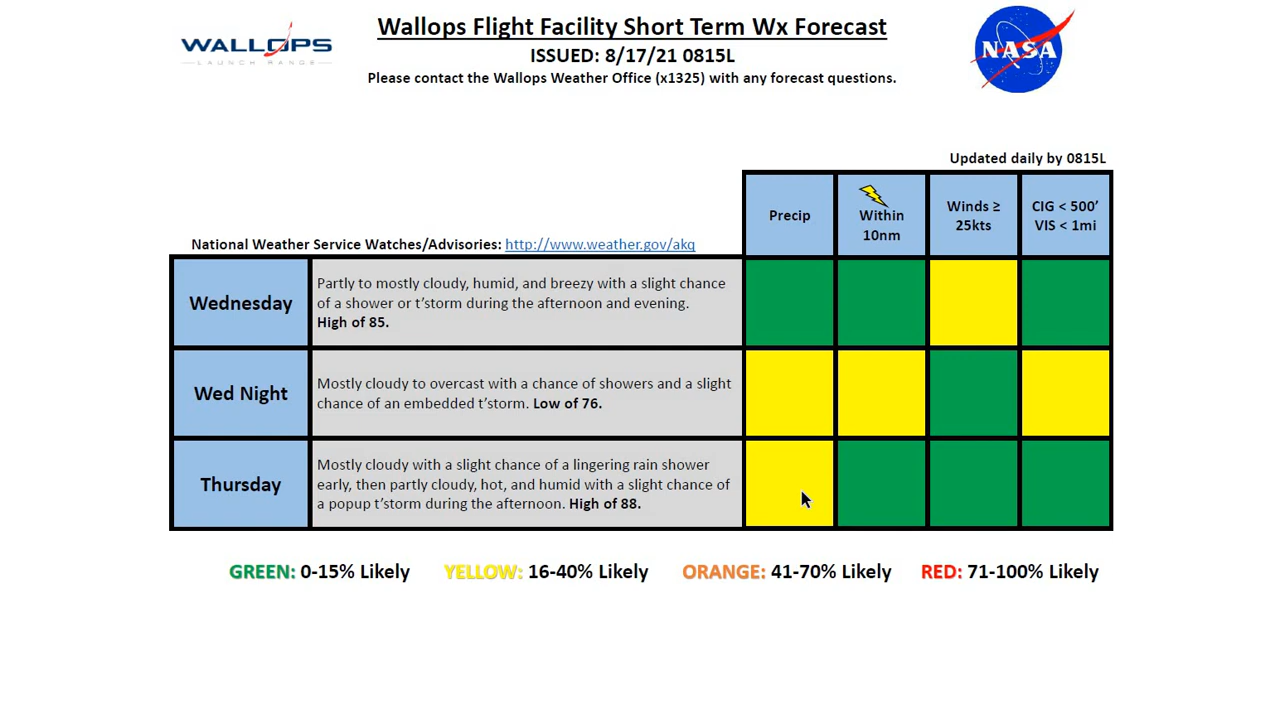 WALLOPS
LAUNCH RANGE
Wallops Flight Facility Short Term Wx Forecast
ISSUED: 8/17/21 0815L
Please contact the Wallops Weather Office (x1325) with any forecast questions.
NASA
Updated daily by 0815L
National Weather Service Watches/Advisories: http://www.weather.gov/akq
Precip
Within
10nm
Winds ≥
25kts
CIG < 500’
VIS < 1mi
Wednesday
Partly to mostly cloudy, humid, and breezy with a slight chance
of a shower or t’storm during the afternoon and evening.
High of 85.
Wed Night
Mostly cloudy to overcast with a chance of showers and a slight
chance of an embedded t’storm. Low of 76.
Thursday
Mostly cloudy with a slight chance of a lingering rain shower
early, then partly cloudy, hot, and humid with a slight chance of
a popup t’storm during the afternoon. High of 88.
GREEN: 0-15% Likely
YELLOW: 16-40% Likely
ORANGE: 41-70% Likely
RED: 71-100% Likely